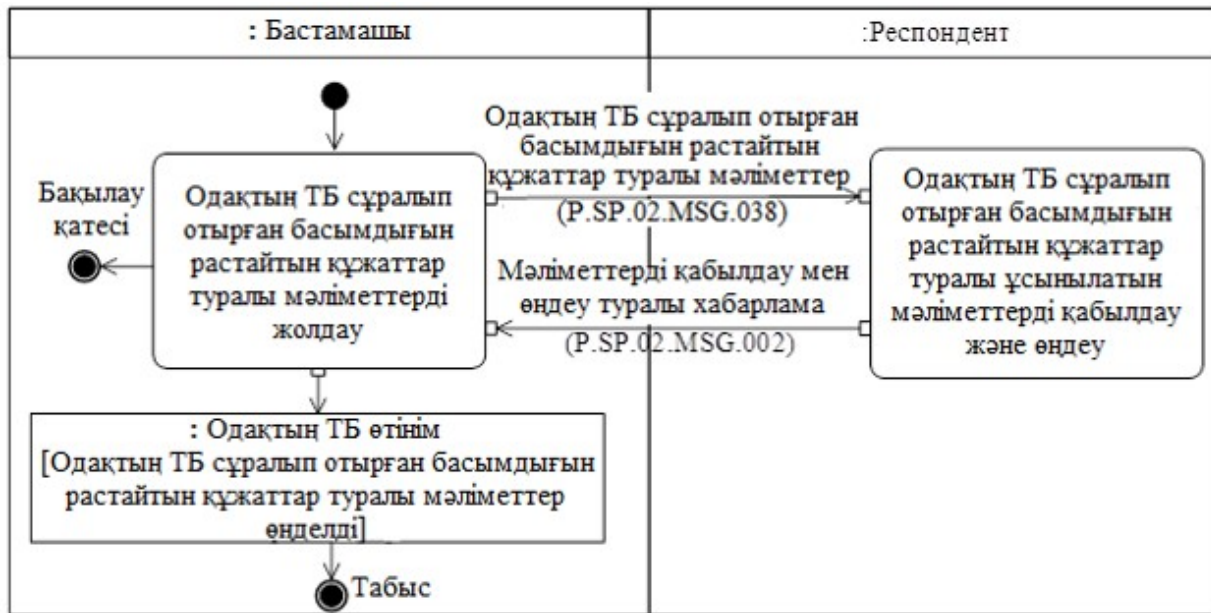 : Бастамашы
:Респондент
Одақтың ТБ сұралып отырған
басымдығын растайтын
құжаттар туралы мәліметтер
(P.SP.02.MSG.038)
Бақылау
қатесі
Одақтың ТБ сұралып
отырған басымдығын
растайтын құжаттар
туралы мәліметтерді
жолдау
Мәліметтерді қабылдау мен
өңдеу туралы хабарлама
(P.SP.02.MSG.002)
Одақтың ТБ сұралып
отырған басымдығын
растайтын құжаттар
туралы ұсынылатын
мәліметтерді қабылдау
және өңдеу
: Одақтың ТБ өтінім
[Одақтың ТБ сұралып отырған басымдығын
растайтын құжаттар туралы мәліметтер
өңделді]
Табыс